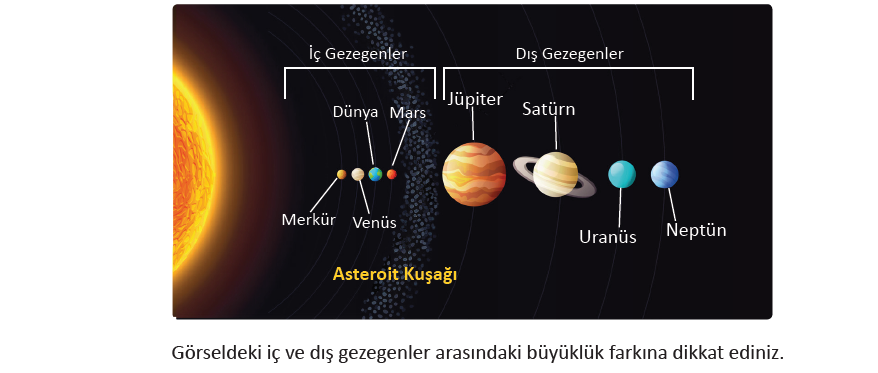 İç Gezegenler
Dış Gezegenler
Dünya
Mars
Jüpiter
Satürn
Merkür
Venüs
Uranüs
Neptün
Asteroit Kuşağı
Görseldeki iç ve dış gezegenler arasındaki büyüklük farkına dikkat ediniz.